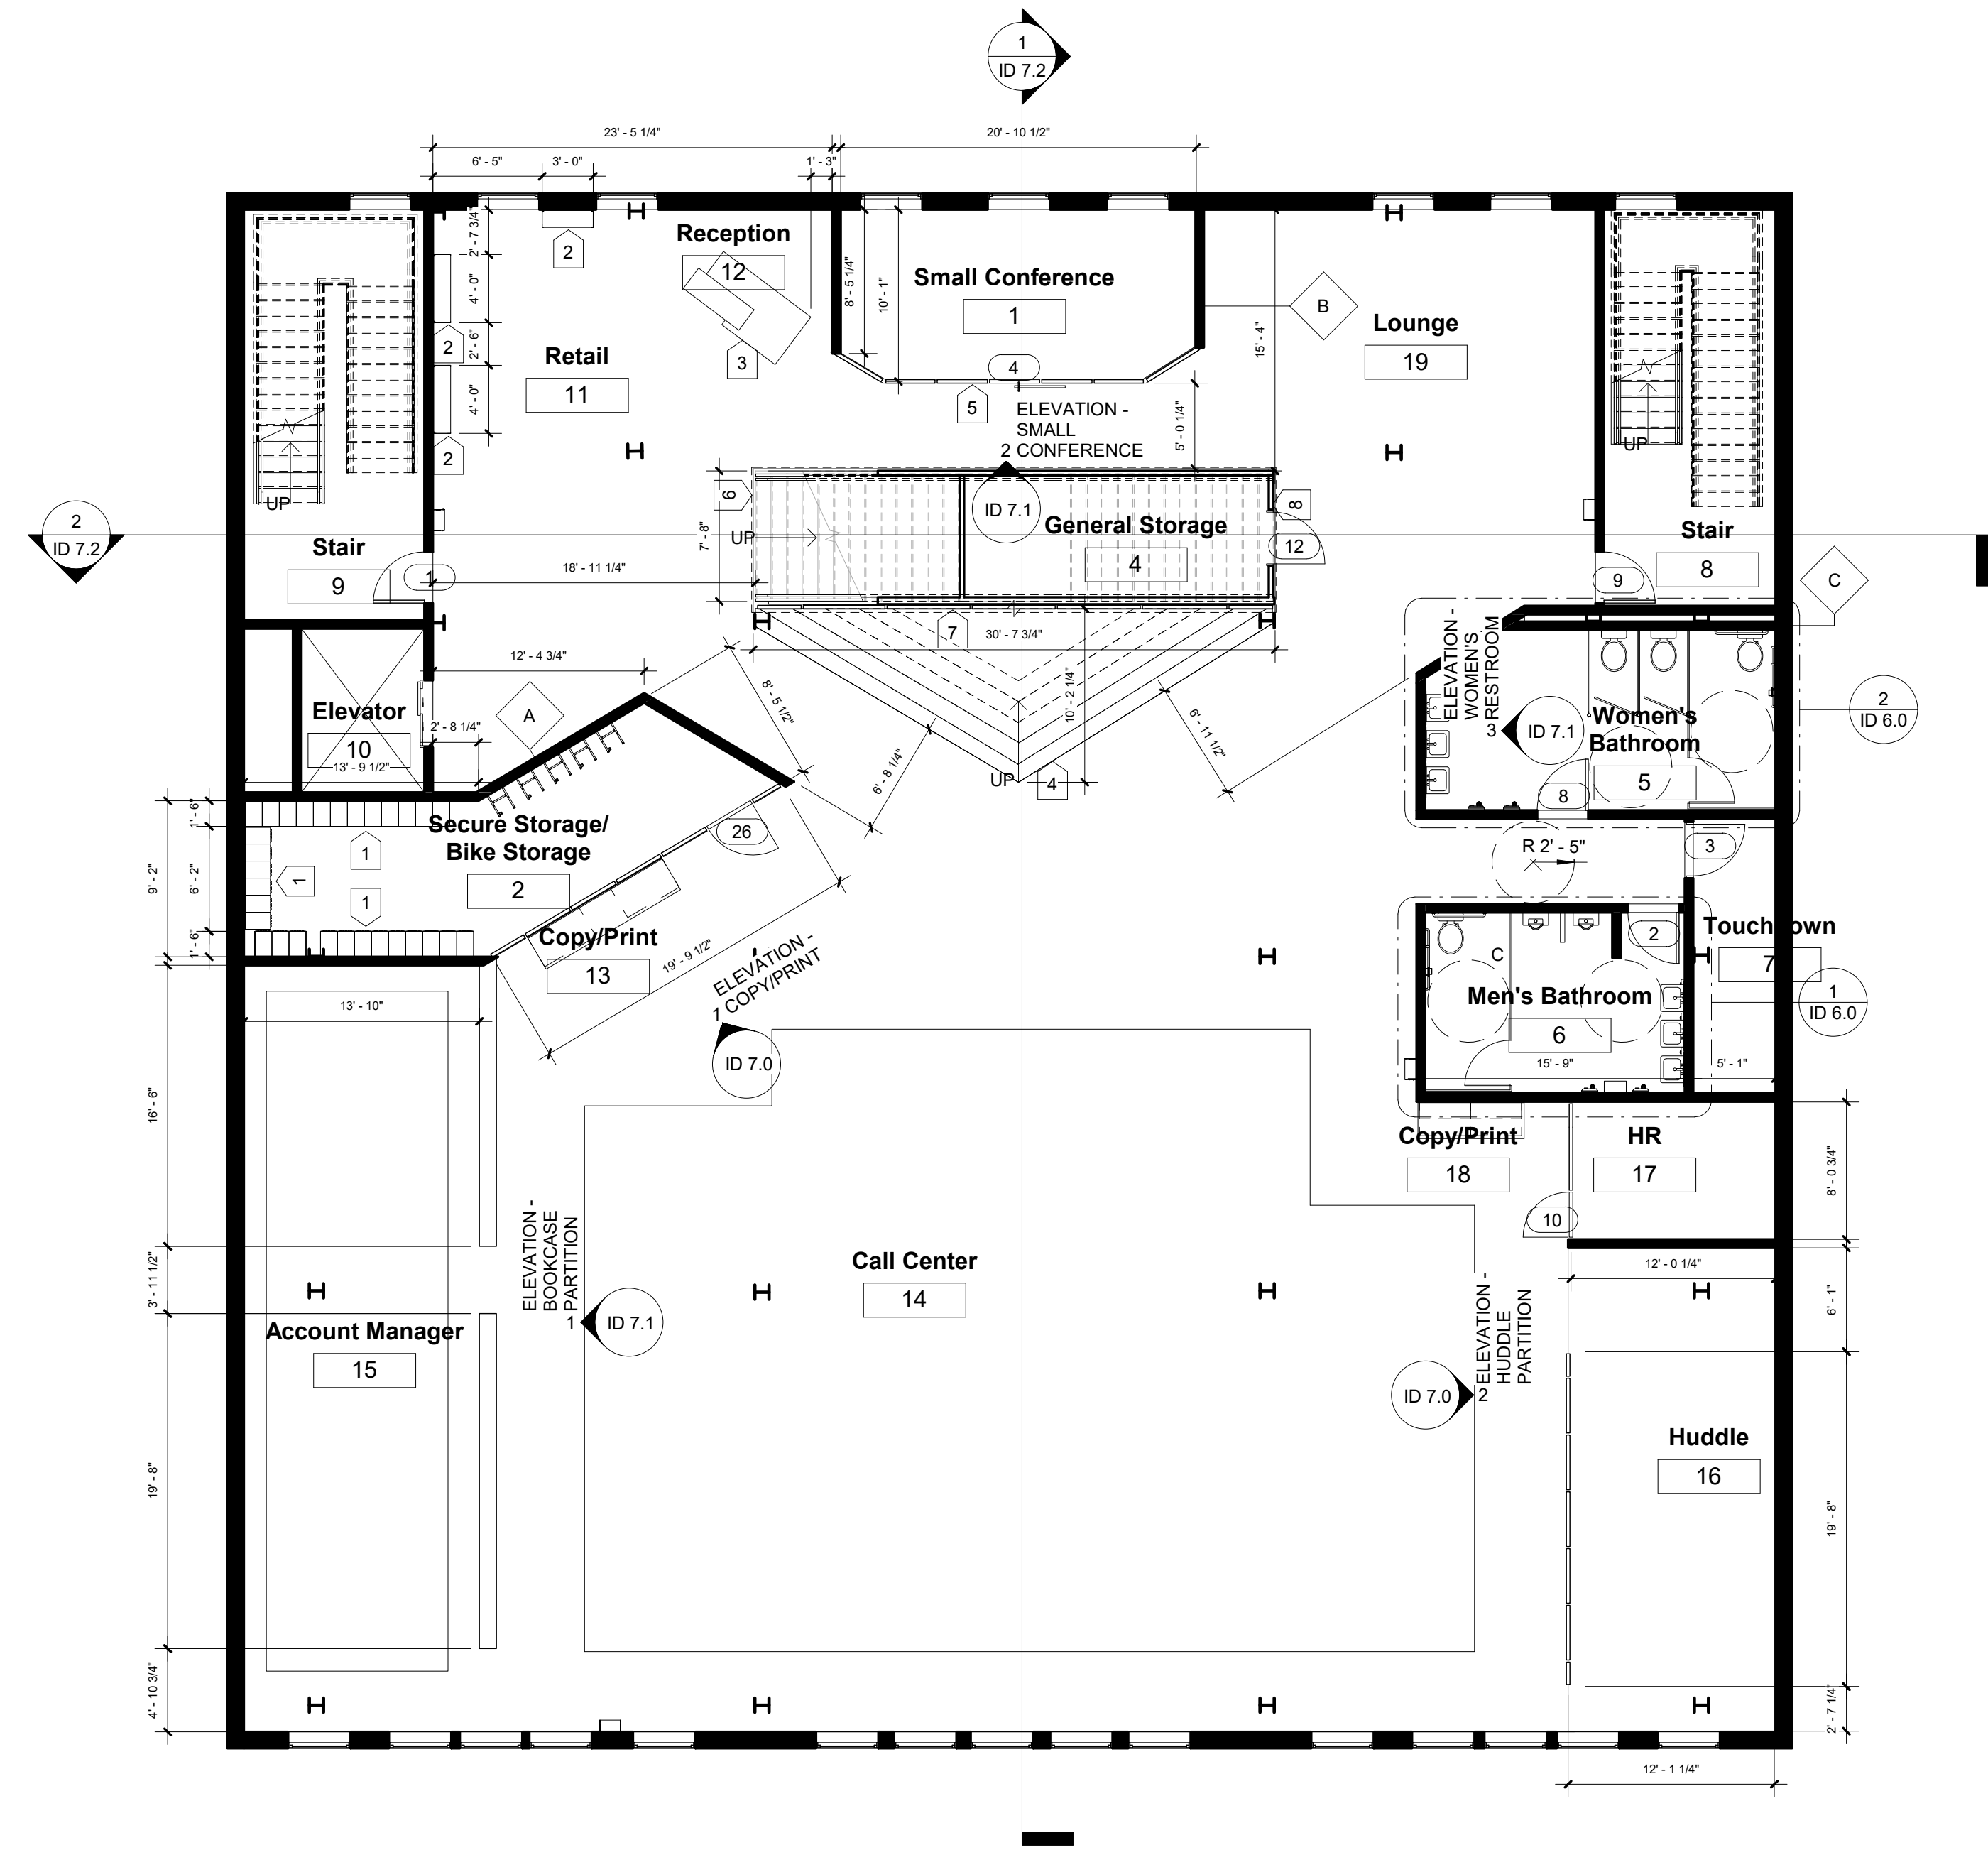 1
ID 7.2
23' - 5 1/4"
20' - 10 1/2"
6' - 5"
3' - 0"
1' - 3"
2' - 7 3/4"
4' - 0"
2' - 6"
4' - 0"
2
2
2
Reception
12
3
Retail
11
8' - 5 1/4"
10' - 1"
Small Conference
1
4
5
ELEVATION -
SMALL
CONFERENCE
2
ID 7.1
5' - 0 1/4"
15' - 4"
B
Lounge
19
UP
UP
2
ID 7.2
Stair
9
1
18' - 11 1/4"
7' - 8"
6
UP
General Storage
4
8
12
Stair
8
9
C
7
30' - 7 3/4"
10' - 2 1/4"
UP
4
12' - 4 3/4"
8' - 5 1/2"
6' - 8 1/4"
6' - 11 1/2"
Elevator
10
2' - 8 1/4"
13' - 9 1/2"
A
ELEVATION -
WOMEN'S
RESTROOM
3
ID 7.1
Women's
Bathroom
5
8
2
ID 6.0
1' - 6"
6' - 2"
1' - 6"
9' - 2"
1
1
1
Secure Storage/
Bike Storage
2
26
R 2' - 5"
3
Copy/Print
13
19' - 9 1/2"
ELEVATION -
COPY/PRINT
1
ID 7.0
13' - 10"
Touchdown
7
2
C
Men's Bathroom
6
15' - 9"
5' - 1"
1
ID 6.0
Copy/Print
18
HR
17
10
8' - 0 3/4"
16' - 6"
3' - 11 1/2"
19' - 8"
4' - 10 3/4"
ELEVATION -
BOOKCASE
PARTITION
1
ID 7.1
Account Manager
15
Call Center
14
ELEVATION -
HUDDLE
PARTITION
2
ID 7.0
12' - 0 1/4"
6' - 1"
Huddle
16
19' - 8"
2' - 7 1/4"
12' - 1 1/4"